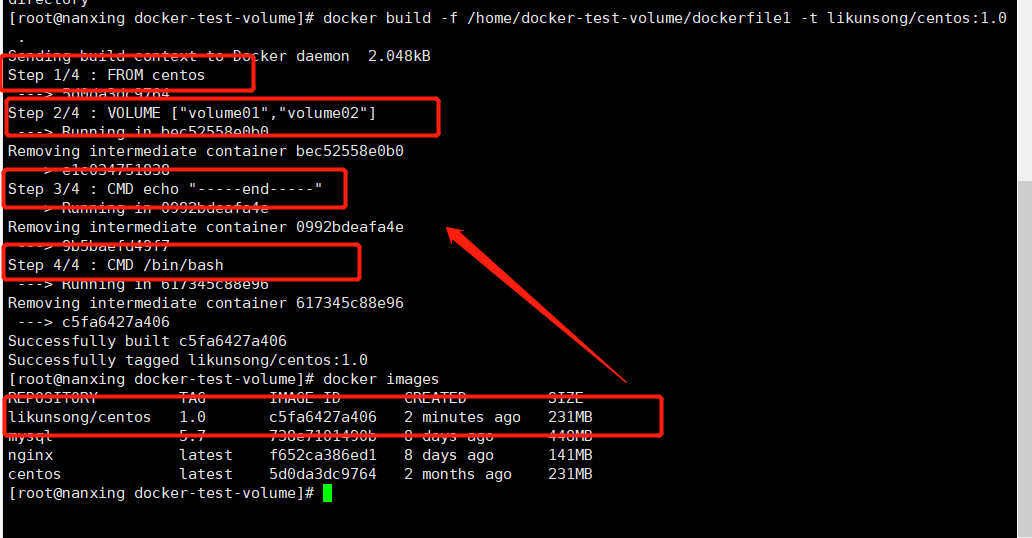 directory
[root@nanxing docker-test-volume]# docker build -f /home/docker-test-volume/dockerfile1 -t likunsong/centos:1.0
.
Sending build context to Docker daemon  2.048kB
Step 1/4 : FROM centos
---> 5d0da3dc9764
Step 2/4 : VOLUME ["volume01","volume02"]
---> Running in bec52558e0b0
Removing intermediate container bec52558e0b0
---> e1c034751838
Step 3/4 : CMD echo "-----end-----"
---> Running in 0992bdeafa4e
Removing intermediate container 0992bdeafa4e
---> 9b5baefd49f7
Step 4/4 : CMD /bin/bash
---> Running in 617345c88e96
Removing intermediate container 617345c88e96
---> c5fa6427a406
Successfully built c5fa6427a406
Successfully tagged likunsong/centos:1.0
[root@nanxing docker-test-volume]# docker images
REPOSITORY TAG IMAGE ID CREATED SIZE
likunsong/centos 1.0 c5fa6427a406 2 minutes ago 231MB
mysql 5.7 8 days ago 448MB
nginx latest f652ca386ed1 8 days ago 141MB
centos latest 5d0da3dc9764 2 months ago 231MB
[root@nanxing docker-test-volume]#